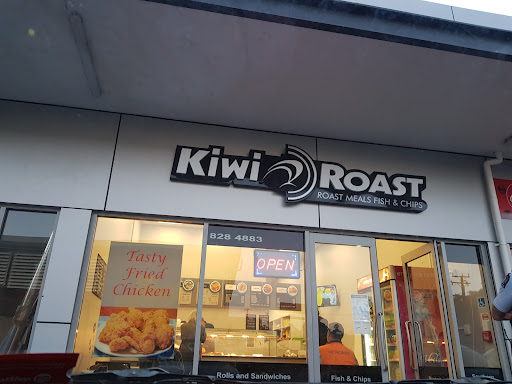 Kiwi ROAST
ROAST MEALS FISH & CHIPS
828 4883
OPEN
Tasty
Fried
Chicken
Rolls and Sandwiches
Fish & Chips